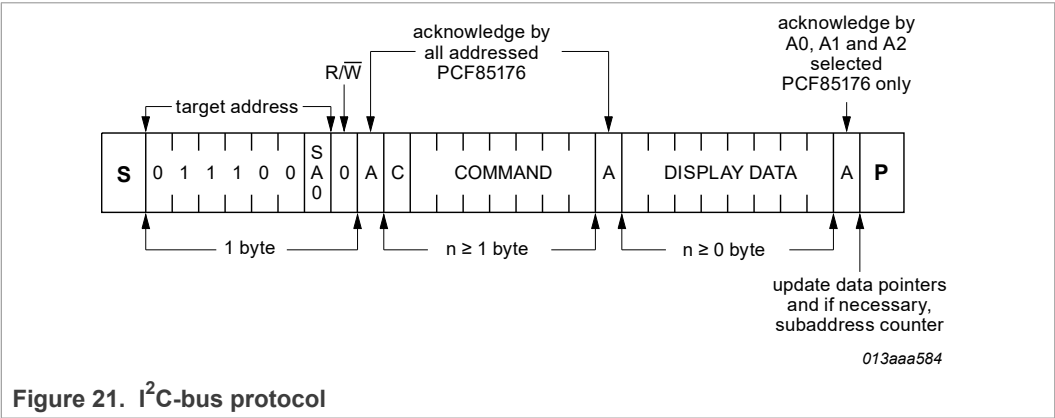 acknowledge by
all addressed
PCF85176
acknowledge by
A0, A1 and A2
selected
PCF85176 only
R/W̅
target address
S 0 1 1 1 0 0 SA0 0 A C COMMAND A DISPLAY DATA A P
1 byte
n ≥ 1 byte
n ≥ 0 byte
update data pointers
and if necessary,
subaddress counter
013aaa584
Figure 21. I²C-bus protocol